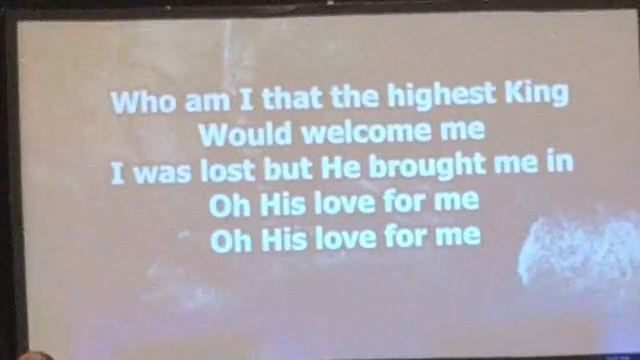 Who am I that the highest King
Would welcome me
I was lost but He brought me in
Oh His love for me
Oh His love for me